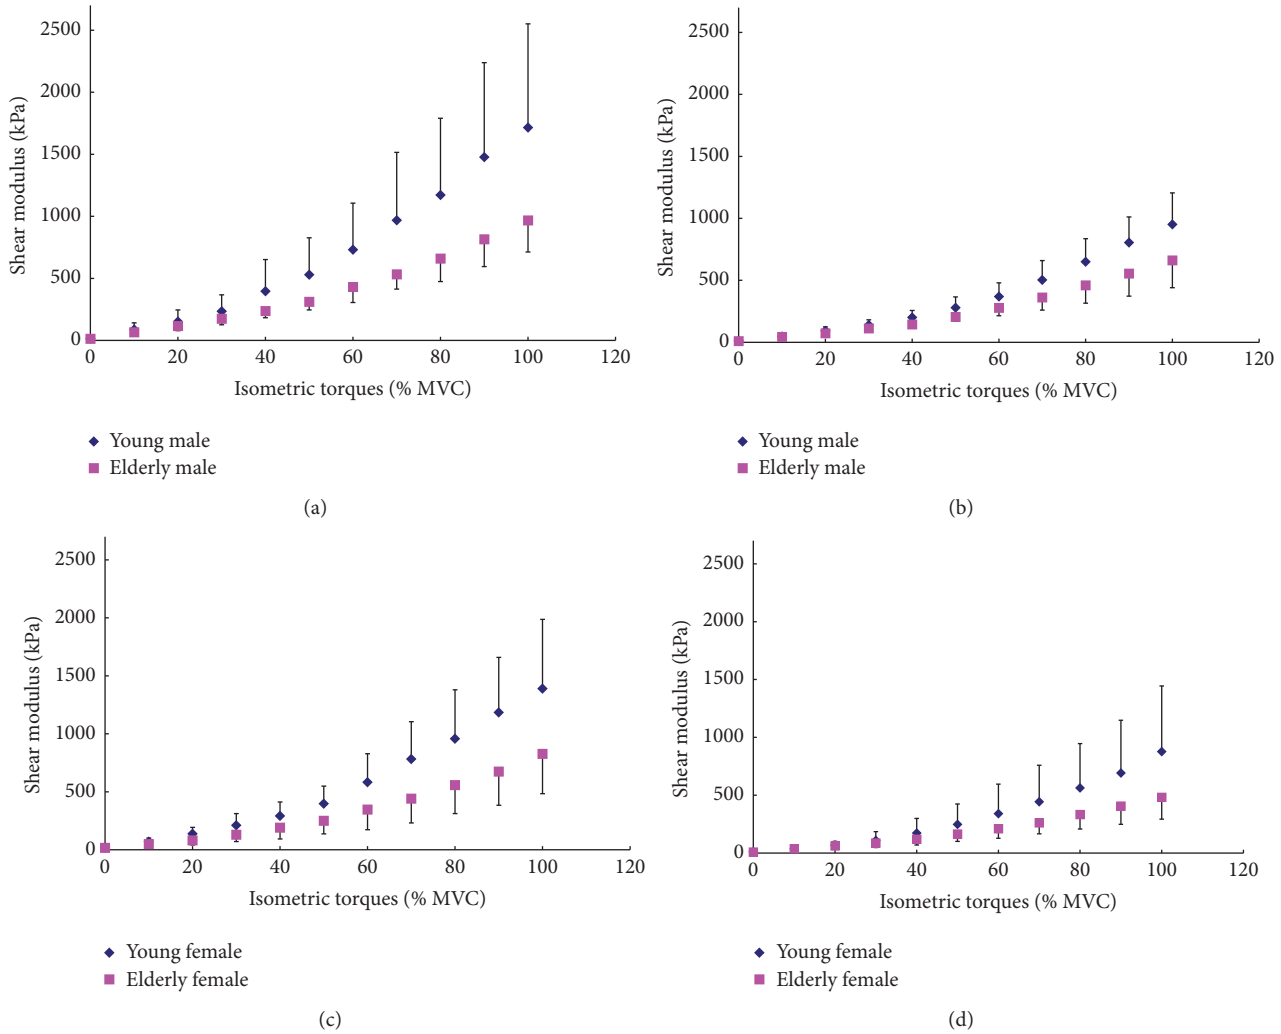 2500
2000
1500
1000
500
0
Shear modulus (kPa)
0 20 40 60 80 100 120
Isometric torques (% MVC)
Young male
Elderly male
(a)
2500
2000
1500
1000
500
0
Shear modulus (kPa)
0 20 40 60 80 100 120
Isometric torques (% MVC)
Young male
Elderly male
(b)
2500
2000
1500
1000
500
0
Shear modulus (kPa)
0 20 40 60 80 100 120
Isometric torques (% MVC)
Young female
Elderly female
(c)
2500
2000
1500
1000
500
0
Shear modulus (kPa)
0 20 40 60 80 100 120
Isometric torques (% MVC)
Young female
Elderly female
(d)